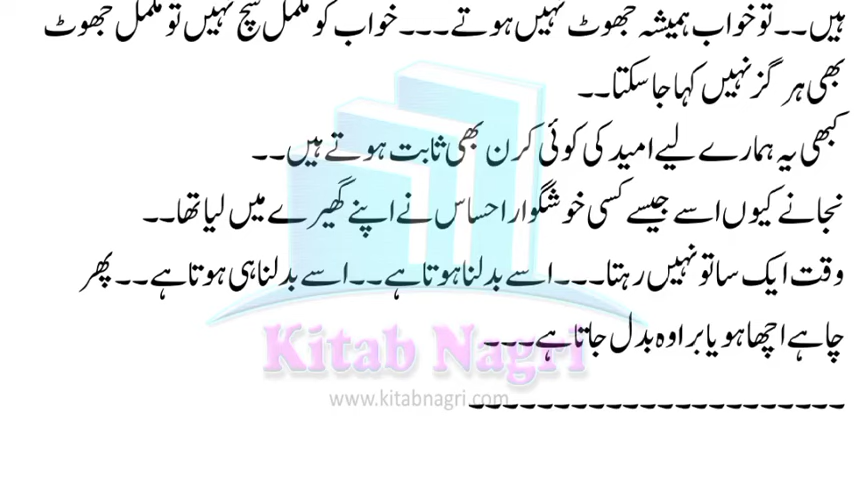 ہیں۔۔ تو خواب ہمیشہ جھوٹ نہیں ہوتے۔۔۔ خواب کو مکمل سچ نہیں تو مکمل جھوٹ
بھی ہر گز نہیں کہا جا سکتا۔۔
کبھی یہ ہمارے لیے امید کی کوئی کرن بھی ثابت ہوتے ہیں۔۔
نجانے کیوں اسے جیسے کسی خوشگوار احساس نے اپنے گھیرے میں لیا تھا۔۔
وقت ایک سا تو نہیں رہتا۔۔۔ اسے بدلنا ہوتا ہے۔۔ اسے بدلنا ہی ہوتا ہے۔۔ پھر
چاہے اچھا ہو یا برا وہ بدل جاتا ہے۔۔۔
Kitab Nagri
www.kitabnagri.com
۔۔۔۔۔۔۔۔۔۔۔۔۔۔۔۔۔۔۔۔۔۔